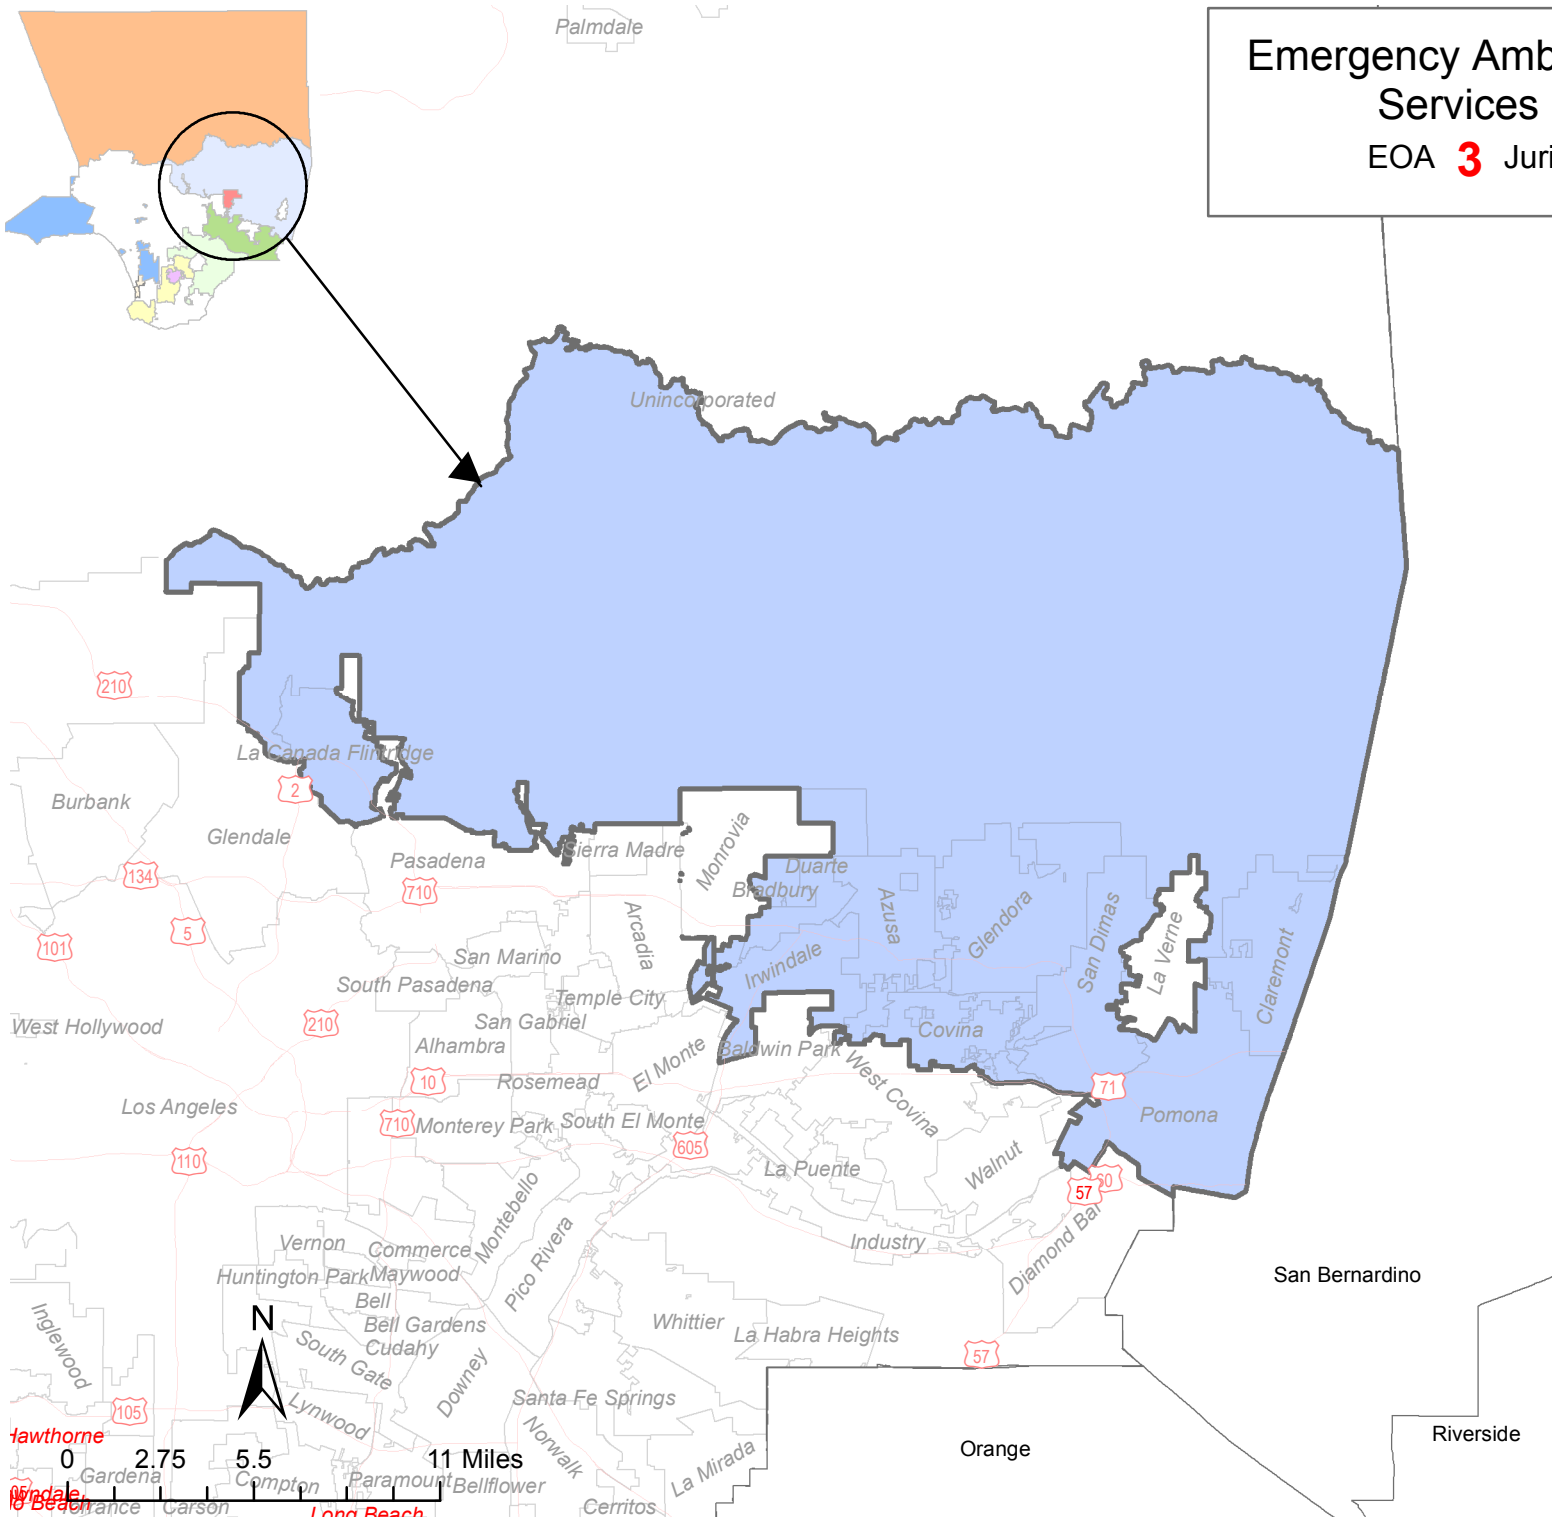 Palmdale
Emergency Amb
Services
EOA 3 Juri
Unincorporated
210
La Canada Flintridge
2
Burbank
Glendale
134
Pasadena
710
Sierra Madre
Monrovia
Duarte
Bradbury
Azusa
Glendora
San Dimas
La Verne
Claremont
5
101
Arcadia
San Marino
Irwindale
South Pasadena
Temple City
West Hollywood
210
San Gabriel
Alhambra
El Monte
Baldwin Park
Covina
West Covina
10
Rosemead
71
Los Angeles
710
Monterey Park
South El Monte
605
Pomona
110
La Puente
Walnut
60
57
Montebello
Pico Rivera
Industry
Diamond Bar
Vernon
Commerce
Huntington Park
Maywood
San Bernardino
Bell
Inglewood
N
Bell Gardens
Cudahy
Whittier
La Habra Heights
57
South Gate
Downey
Santa Fe Springs
105
Lynwood
Norwalk
Hawthorne
Orange
Riverside
0 2.75 5.5 11 Miles
Gardena
Compton
Paramount
Bellflower
La Mirada
Carson
Long Beach
Cerritos